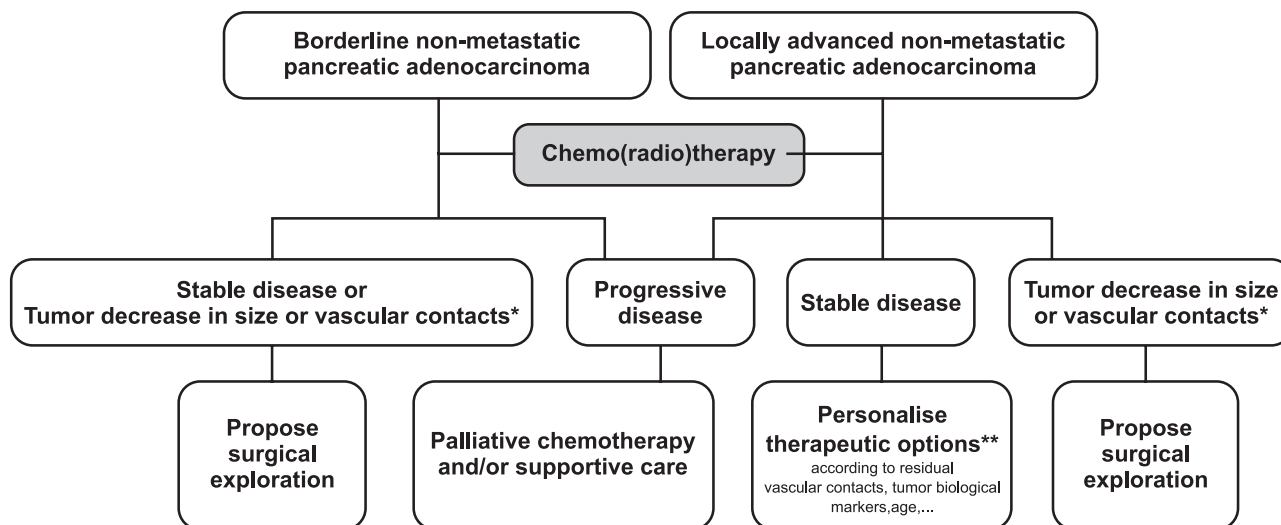 Borderline non-metastatic
pancreatic adenocarcinoma
Locally advanced non-metastatic
pancreatic adenocarcinoma
Chemo(radio)therapy
Stable disease or
Tumor decrease in size or vascular contacts*
Progressive
disease
Stable disease
Tumor decrease in size
or vascular contacts*
Propose
surgical
exploration
Palliative chemotherapy
and/or supportive care
Personalise
therapeutic options**
according to residual
vascular contacts, tumor biological
markers,age,...
Propose
surgical
exploration